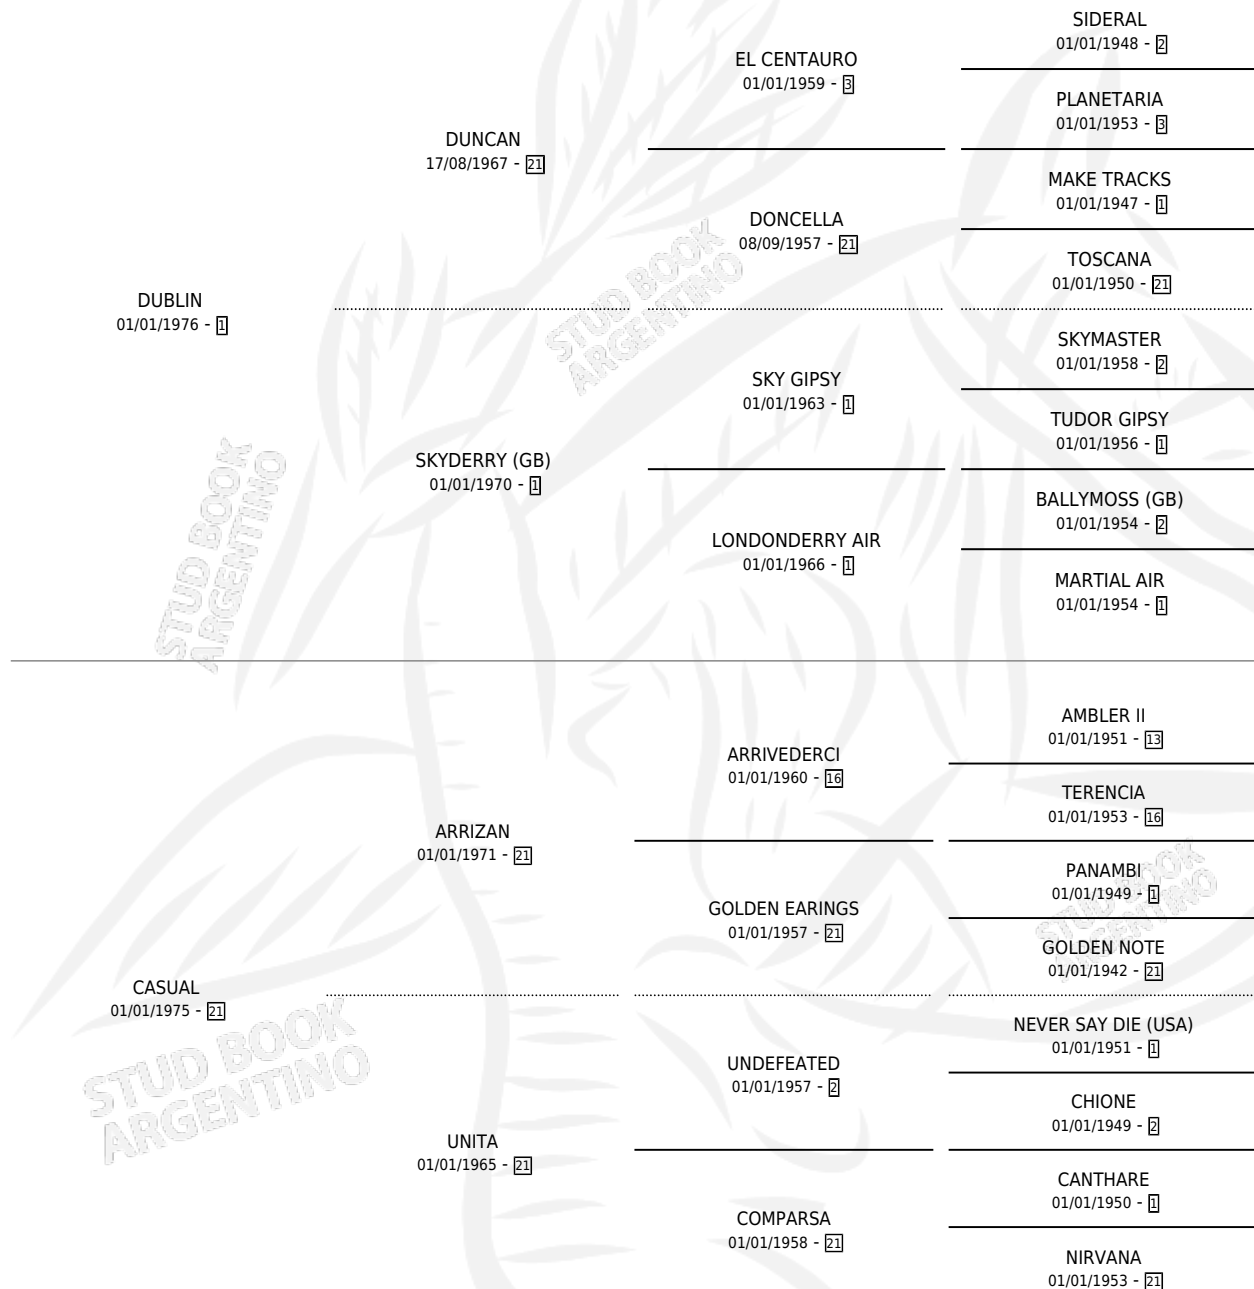 SIDERAL
01/01/1948 - 2
EL CENTAURO
01/01/1959 - 3
PLANETARIA
01/01/1953 - 3
DUNCAN
17/08/1967 - 21
MAKE TRACKS
01/01/1947 - 1
DONCELLA
08/09/1957 - 21
TOSCANA
01/01/1950 - 21
DUBLIN
01/01/1976 - 1
SKYMASTER
01/01/1958 - 2
SKY GIPSY
01/01/1963 - 1
TUDOR GIPSY
01/01/1956 - 1
SKYDERRY (GB)
01/01/1970 - 1
BALLYMOSS (GB)
01/01/1954 - 2
LONDONDERRY AIR
01/01/1966 - 1
MARTIAL AIR
01/01/1954 - 1
AMBLER II
01/01/1951 - 13
ARRIVEDERCI
01/01/1960 - 16
TERENCIA
01/01/1953 - 16
ARRIZAN
01/01/1971 - 21
PANAMBI
01/01/1949 - 1
GOLDEN EARINGS
01/01/1957 - 21
GOLDEN NOTE
01/01/1942 - 21
CASUAL
01/01/1975 - 21
NEVER SAY DIE (USA)
01/01/1951 - 1
UNDEFEATED
01/01/1957 - 2
CHIONE
01/01/1949 - 2
UNITA
01/01/1965 - 21
CANTHARE
01/01/1950 - 1
COMPARSA
01/01/1958 - 21
NIRVANA
01/01/1953 - 21
STUD BOOK
ARGENTINO
STUD BOOK
ARGENTINO
STUD BOOK
ARGENTINO
STUD BOOK
ARGENTINO